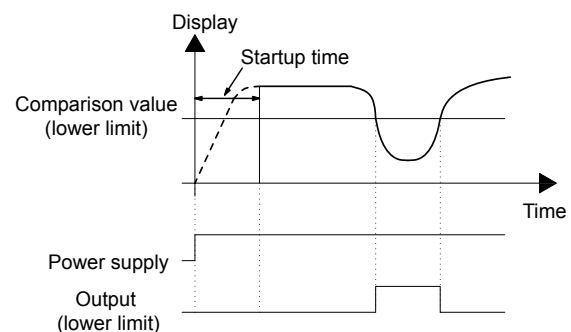 Display
Startup time
Comparison value
(lower limit)
Time
Power supply
Output
(lower limit)